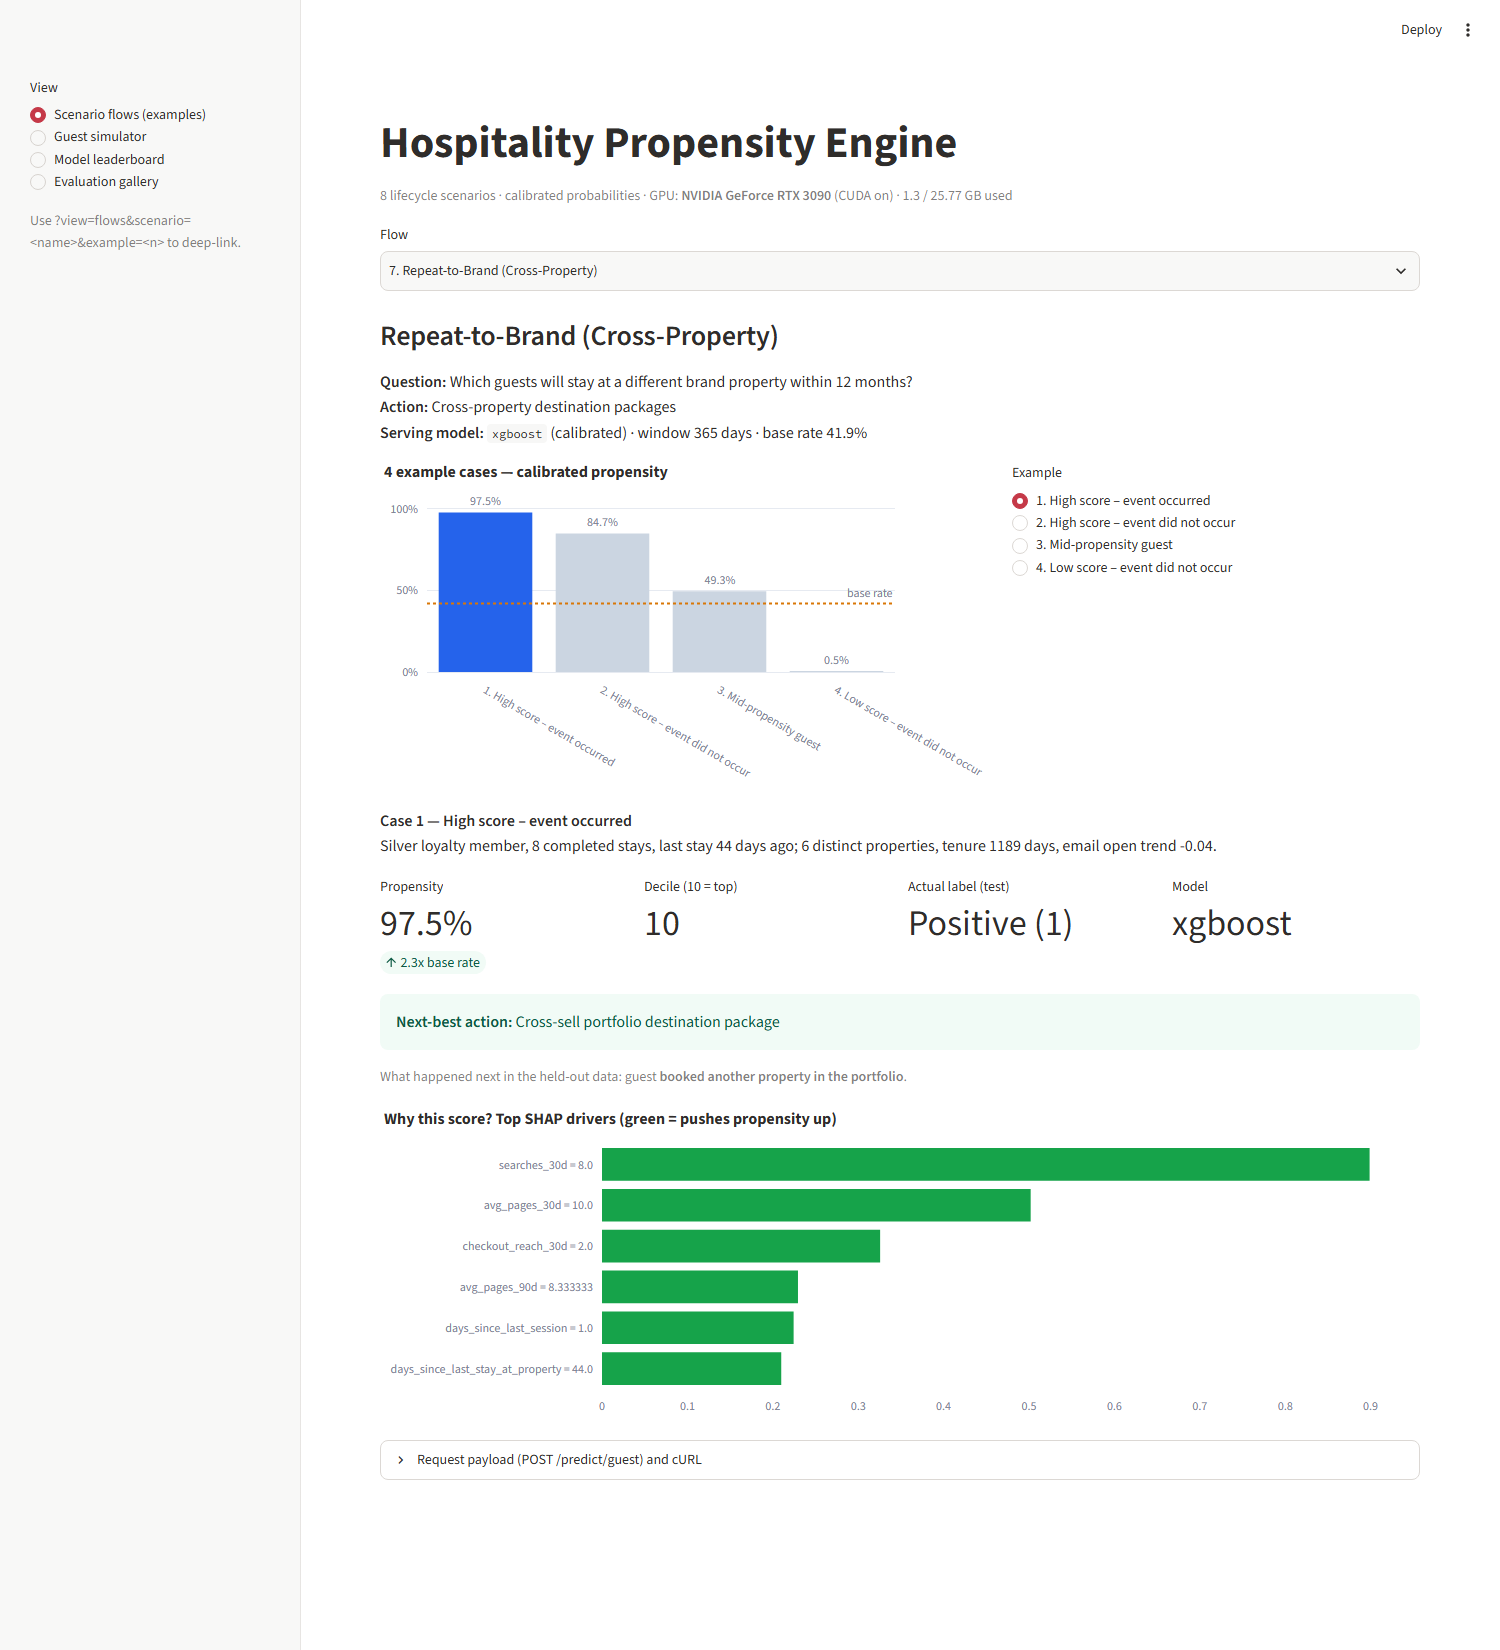 Deploy
View
Scenario flows (examples)
Guest simulator
Model leaderboard
Evaluation gallery
Use ?view=flows&scenario=
<name>&example=<n> to deep-link.
Hospitality Propensity Engine
8 lifecycle scenarios · calibrated probabilities · GPU: NVIDIA GeForce RTX 3090 (CUDA on) · 1.3 / 25.77 GB used
Flow
7. Repeat-to-Brand (Cross-Property)
Repeat-to-Brand (Cross-Property)
Question: Which guests will stay at a different brand property within 12 months?
Action: Cross-property destination packages
Serving model: xgboost (calibrated) · window 365 days · base rate 41.9%
4 example cases — calibrated propensity
100%
50%
0%
97.5%
84.7%
49.3%
0.5%
base rate
1. High score – event occurred
2. High score – event did not occur
3. Mid-propensity guest
4. Low score – event did not occur
Example
1. High score – event occurred
2. High score – event did not occur
3. Mid-propensity guest
4. Low score – event did not occur
Case 1 — High score – event occurred
Silver loyalty member, 8 completed stays, last stay 44 days ago; 6 distinct properties, tenure 1189 days, email open trend -0.04.
Propensity
97.5%
↑ 2.3x base rate
Decile (10 = top)
10
Actual label (test)
Positive (1)
Model
xgboost
Next-best action: Cross-sell portfolio destination package
What happened next in the held-out data: guest booked another property in the portfolio.
Why this score? Top SHAP drivers (green = pushes propensity up)
searches_30d = 8.0
avg_pages_30d = 10.0
checkout_reach_30d = 2.0
avg_pages_90d = 8.333333
days_since_last_session = 1.0
days_since_last_stay_at_property = 44.0
0 0.1 0.2 0.3 0.4 0.5 0.6 0.7 0.8 0.9
Request payload (POST /predict/guest) and cURL